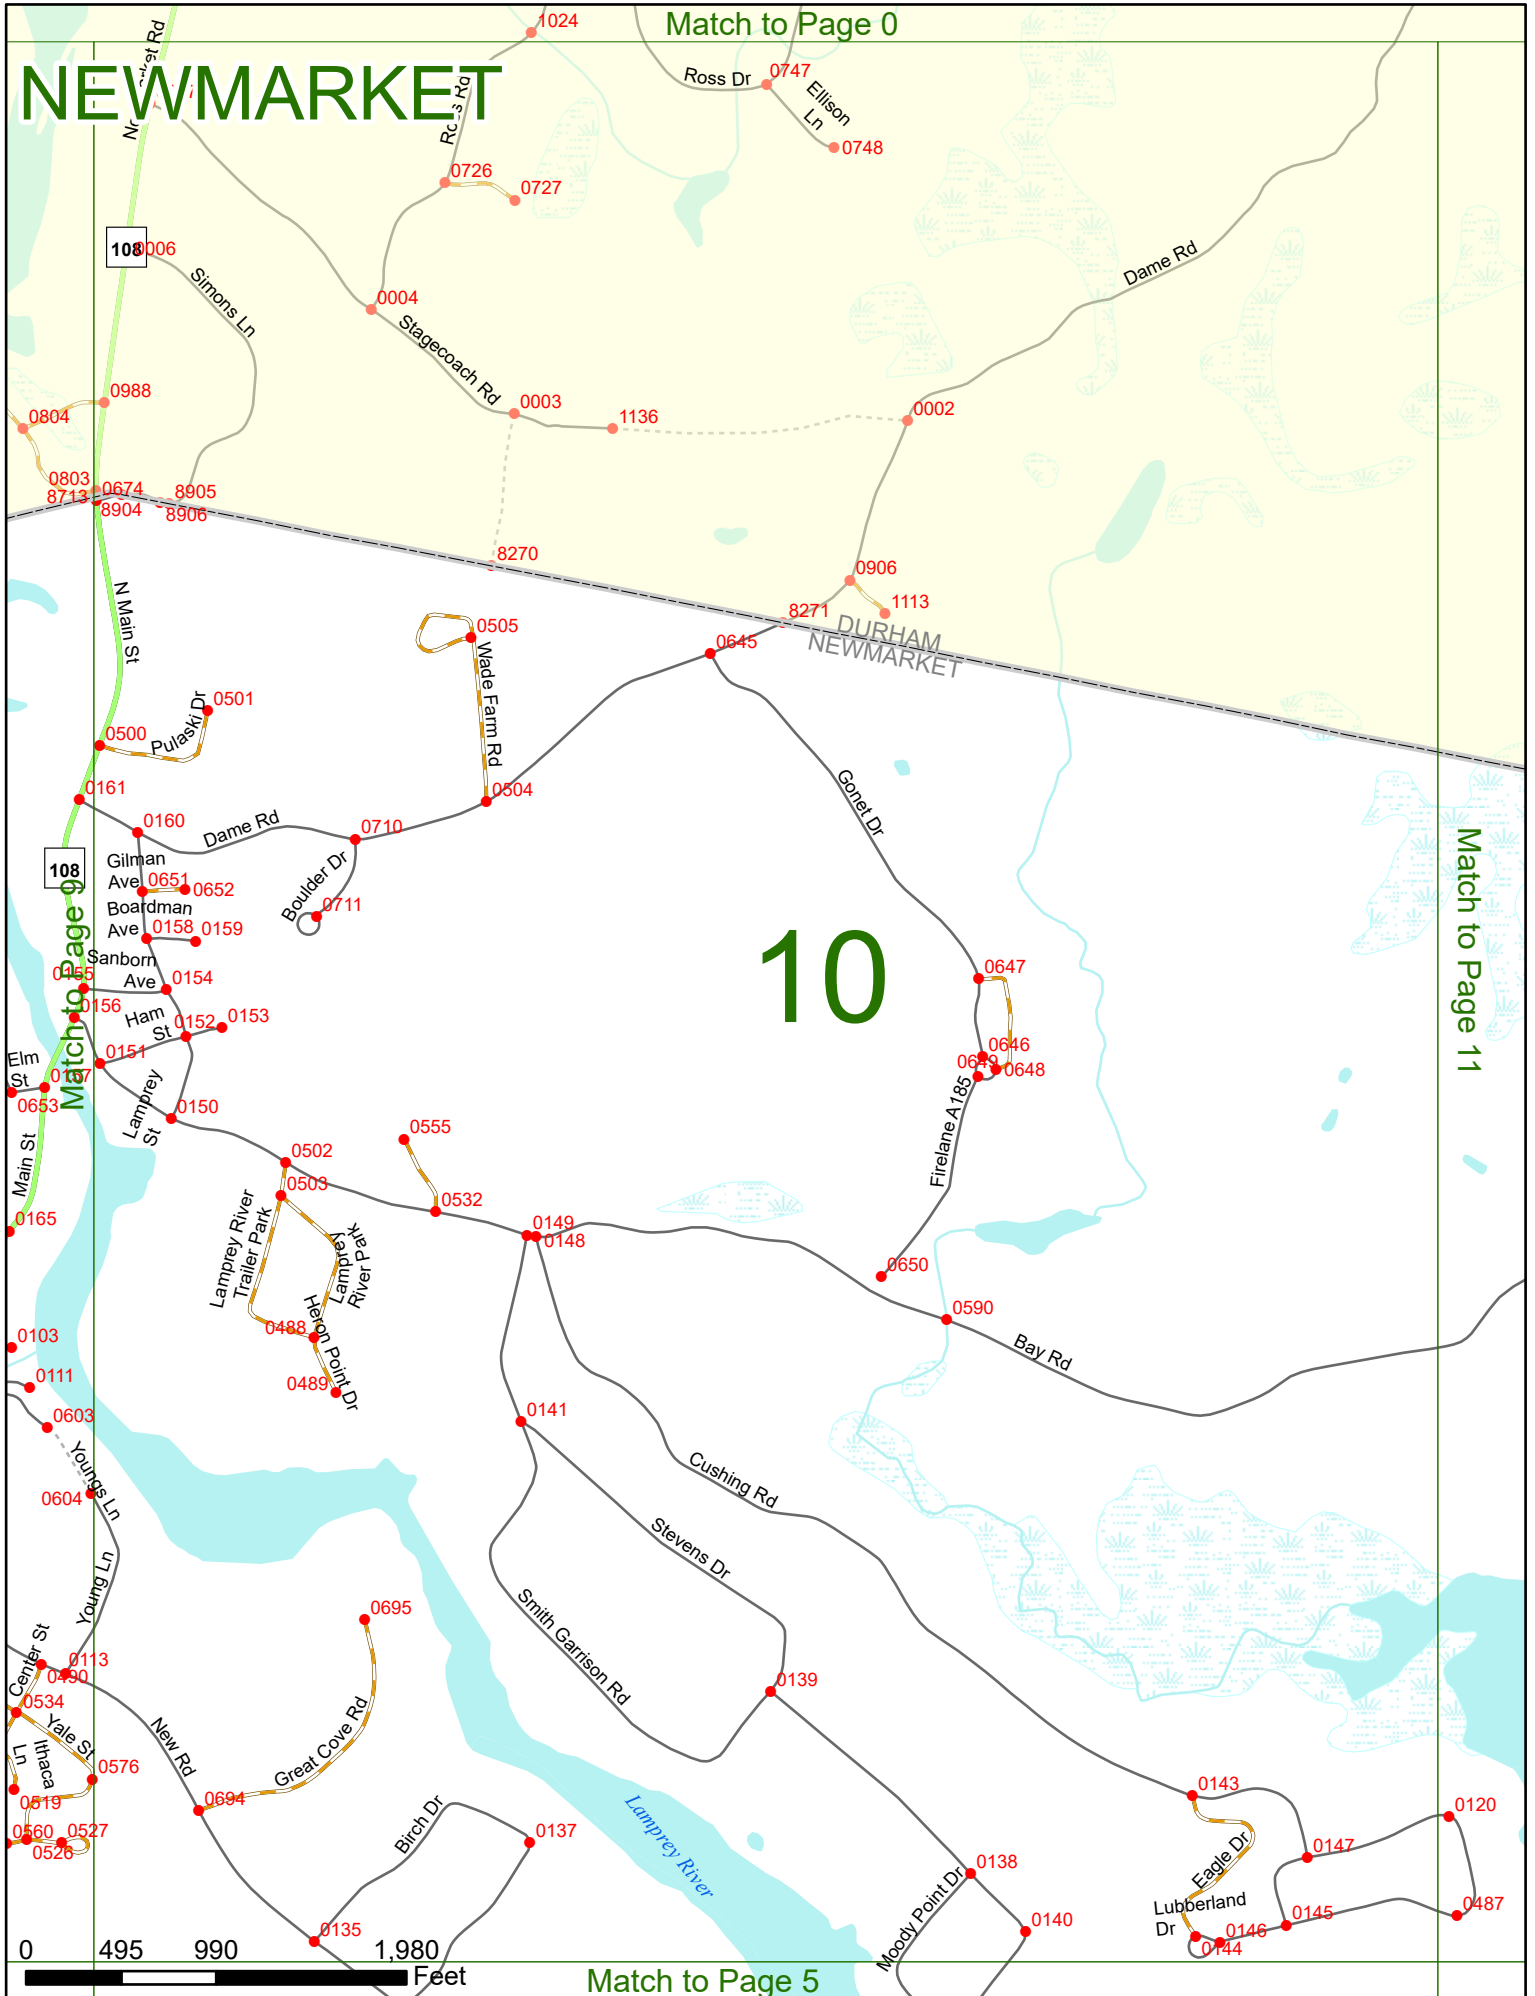 Match to Page 0
NEWMARKET
1024
Ross Dr
0747
Ellison
Ln
0748
0726
0727
108
0006
Simons Ln
Dame Rd
0004
Stagecoach Rd
0988
0804
0003
1136
0002
0803
0674
8713
8904
8905
8906
8270
0906
1113
8271
DURHAM
NEWMARKET
N Main St
0505
0645
Wade Farm Rd
0501
Pulaski Dr
0500
0161
0504
Gonet Dr
0160
Dame Rd
0710
108
Gilman
Ave
0651
0652
Boulder Dr
0711
Boardman
Ave
0158
0159
Match to Page 9
Match to Page 11
10
Sanborn
Ave
0155
0154
0647
0156
Ham
St
0152
0153
0151
0646
0649
0648
Elm
St
0157
0653
Firelane A185
Lamprey
St
0150
Main St
0555
0502
0503
0532
0149
0148
0165
Lamprey River
Trailer Park
Lamprey
River Park
0650
0590
Bay Rd
0488
Heron Point Dr
0489
0103
0111
0603
0141
Youngs Ln
0604
Cushing Rd
Stevens Dr
Young Ln
Smith Garrison Rd
0695
Center St
0113
0490
0139
0534
Yale St
New Rd
Great Cove Rd
Ln
Ithaca
0576
0519
0694
0143
0120
Birch Dr
0137
Lamprey River
0560
0527
0526
0147
Eagle Dr
0138
Moody Point Dr
Lubberland
Dr
0487
0145
0146
0144
0140
0135
0 495 990 1,980
Feet
Match to Page 5